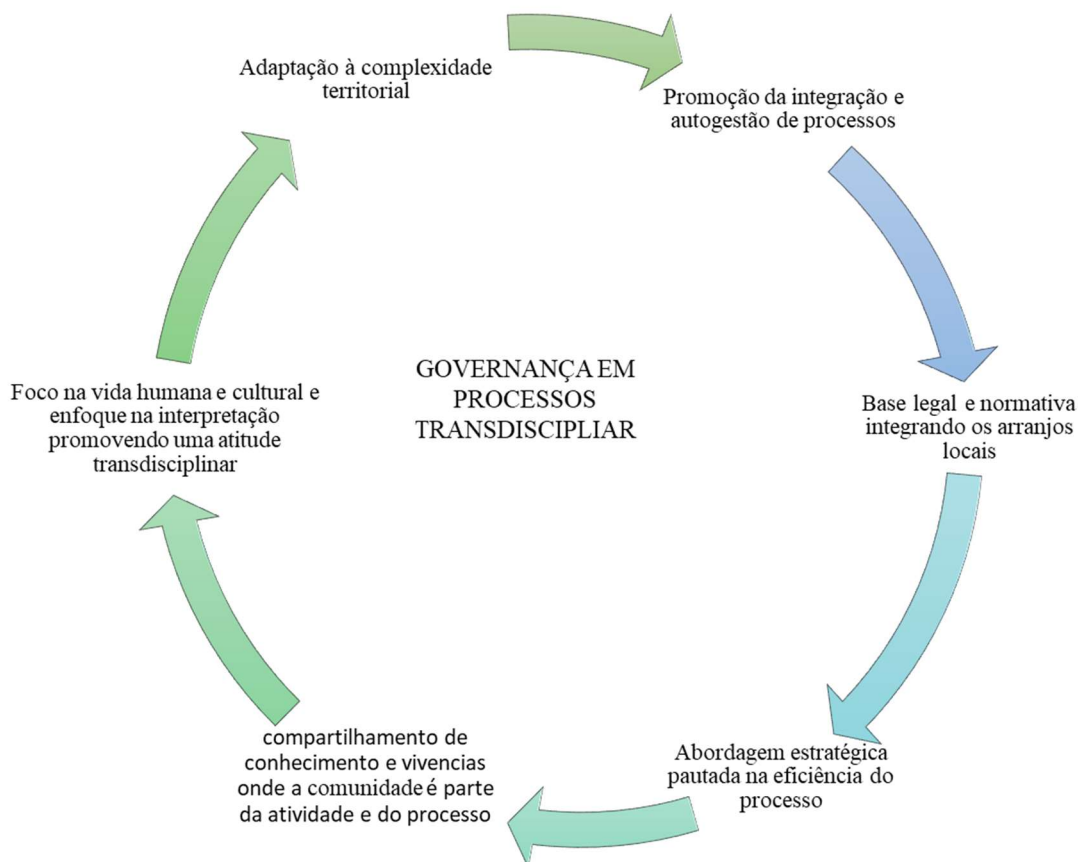 Adaptação à complexidade
territorial
Promoção da integração e
autogestão de processos
Base legal e normativa
integrando os arranjos
locais
Abordagem estratégica
pautada na eficiência do
processo
compartilhamento de
conhecimento e vivencias
onde a comunidade é parte
da atividade e do processo
Foco na vida humana e cultural e
enfoque na interpretação
promovendo uma atitude
transdisciplinar
GOVERNANÇA EM
PROCESSOS
TRANSDISCIPLIAR